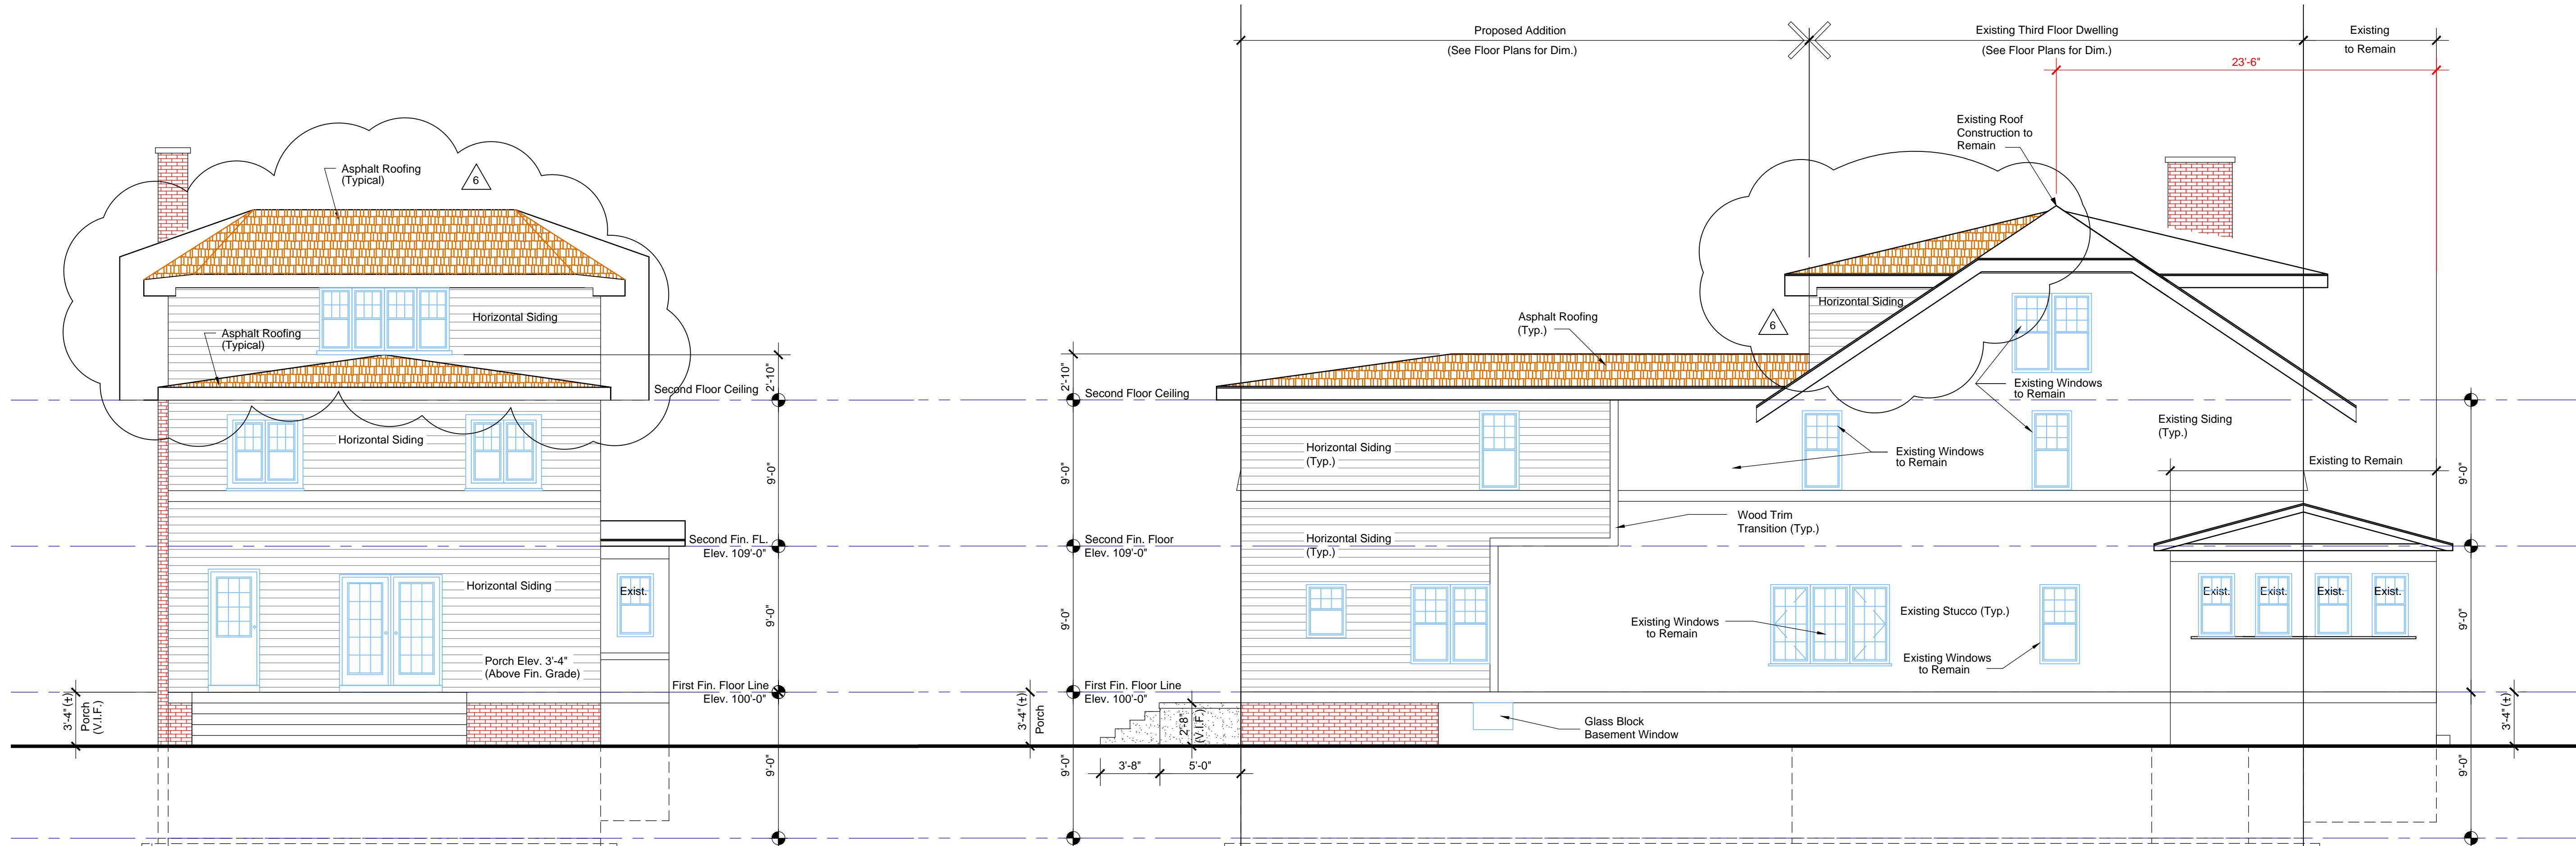 Proposed Addition
(See Floor Plans for Dim.)
Existing Third Floor Dwelling
(See Floor Plans for Dim.)
Existing
to Remain
23'-6"
Asphalt Roofing
(Typical)
6
Horizontal Siding
Asphalt Roofing
(Typical)
2'-10"
Second Floor Ceiling
Horizontal Siding
9'-0"
Second Fin. FL.
Elev. 109'-0"
Exist.
Horizontal Siding
9'-0"
Porch Elev. 3'-4"
(Above Fin. Grade)
First Fin. Floor Line
Elev. 100'-0"
3'-4" (±)
Porch
(V.I.F.)
9'-0"
Existing Roof
Construction to
Remain
6
Horizontal Siding
Asphalt Roofing
(Typ.)
2'-10"
Second Floor Ceiling
Existing Windows
to Remain
Existing Siding
(Typ.)
Horizontal Siding
(Typ.)
Existing Windows
to Remain
Existing to Remain
9'-0"
9'-0"
Wood Trim
Transition (Typ.)
Second Fin. Floor
Elev. 109'-0"
Horizontal Siding
(Typ.)
Exist.
Exist.
Exist.
Exist.
Existing Stucco (Typ.)
Existing Windows
to Remain
Existing Windows
to Remain
9'-0"
9'-0"
First Fin. Floor Line
Elev. 100'-0"
3'-4" (±)
Porch
2'-8"
(V.I.F.)
Glass Block
Basement Window
3'-4" (±)
9'-0"
3'-8"
5'-0"
9'-0"